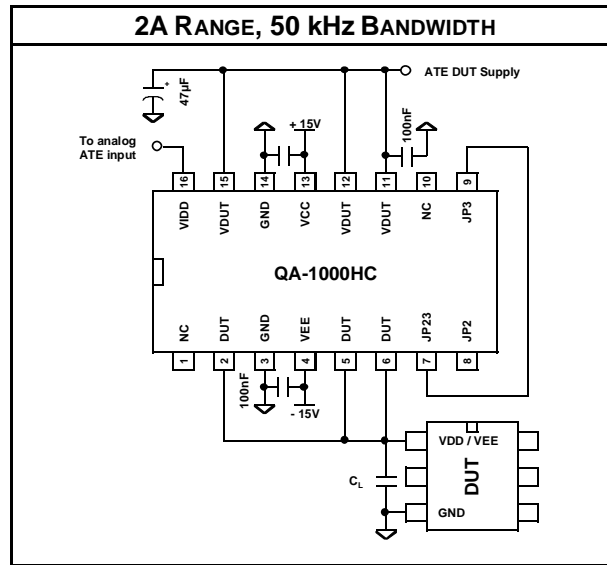 2A RANGE, 50 kHz BANDWIDTH
ATE DUT Supply
47µF
+
+ 15V
100nF
To analog
ATE input
16
15
14
13
12
11
10
9
VIDD
VDUT
GND
VCC
VDUT
VDUT
NC
JP3
QA-1000HC
NC
DUT
GND
VEE
DUT
DUT
JP23
JP2
1
2
3
4
5
6
7
8
100nF
- 15V
VDD / VEE
DUT
CL
GND